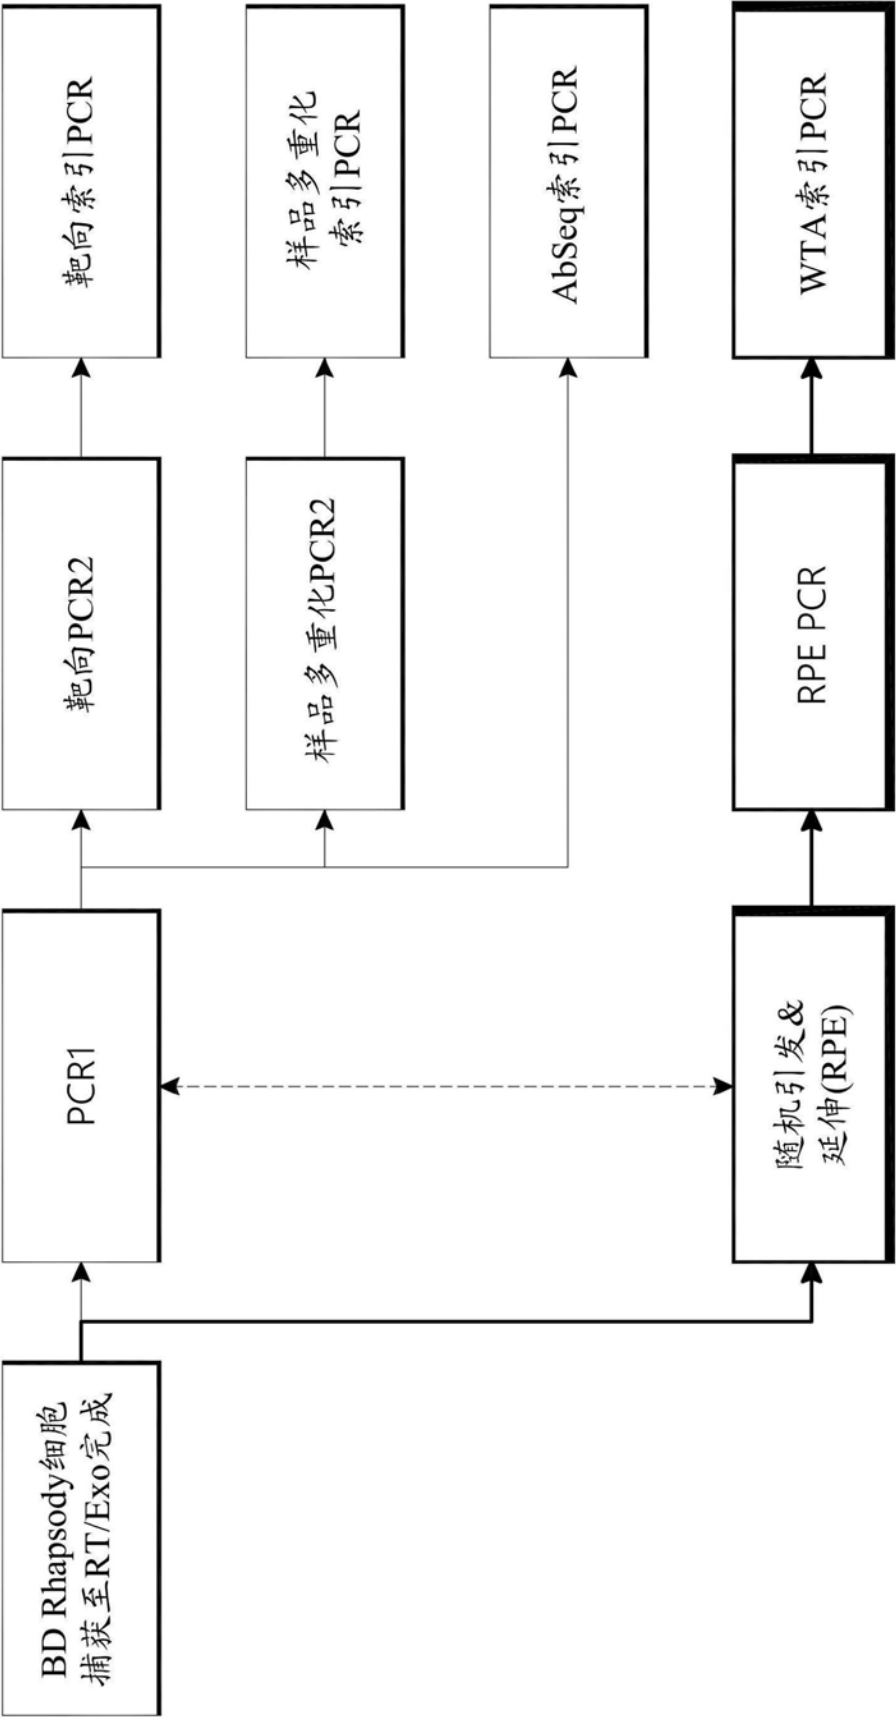 BD Rhapsody细胞
捕获至RT/Exo完成
PCR1
靶向PCR2
靶向索引PCR
样品多重化PCR2
样品多重化
索引PCR
AbSeq索引PCR
随机引发&
延伸(RPE)
RPE PCR
WTA索引PCR